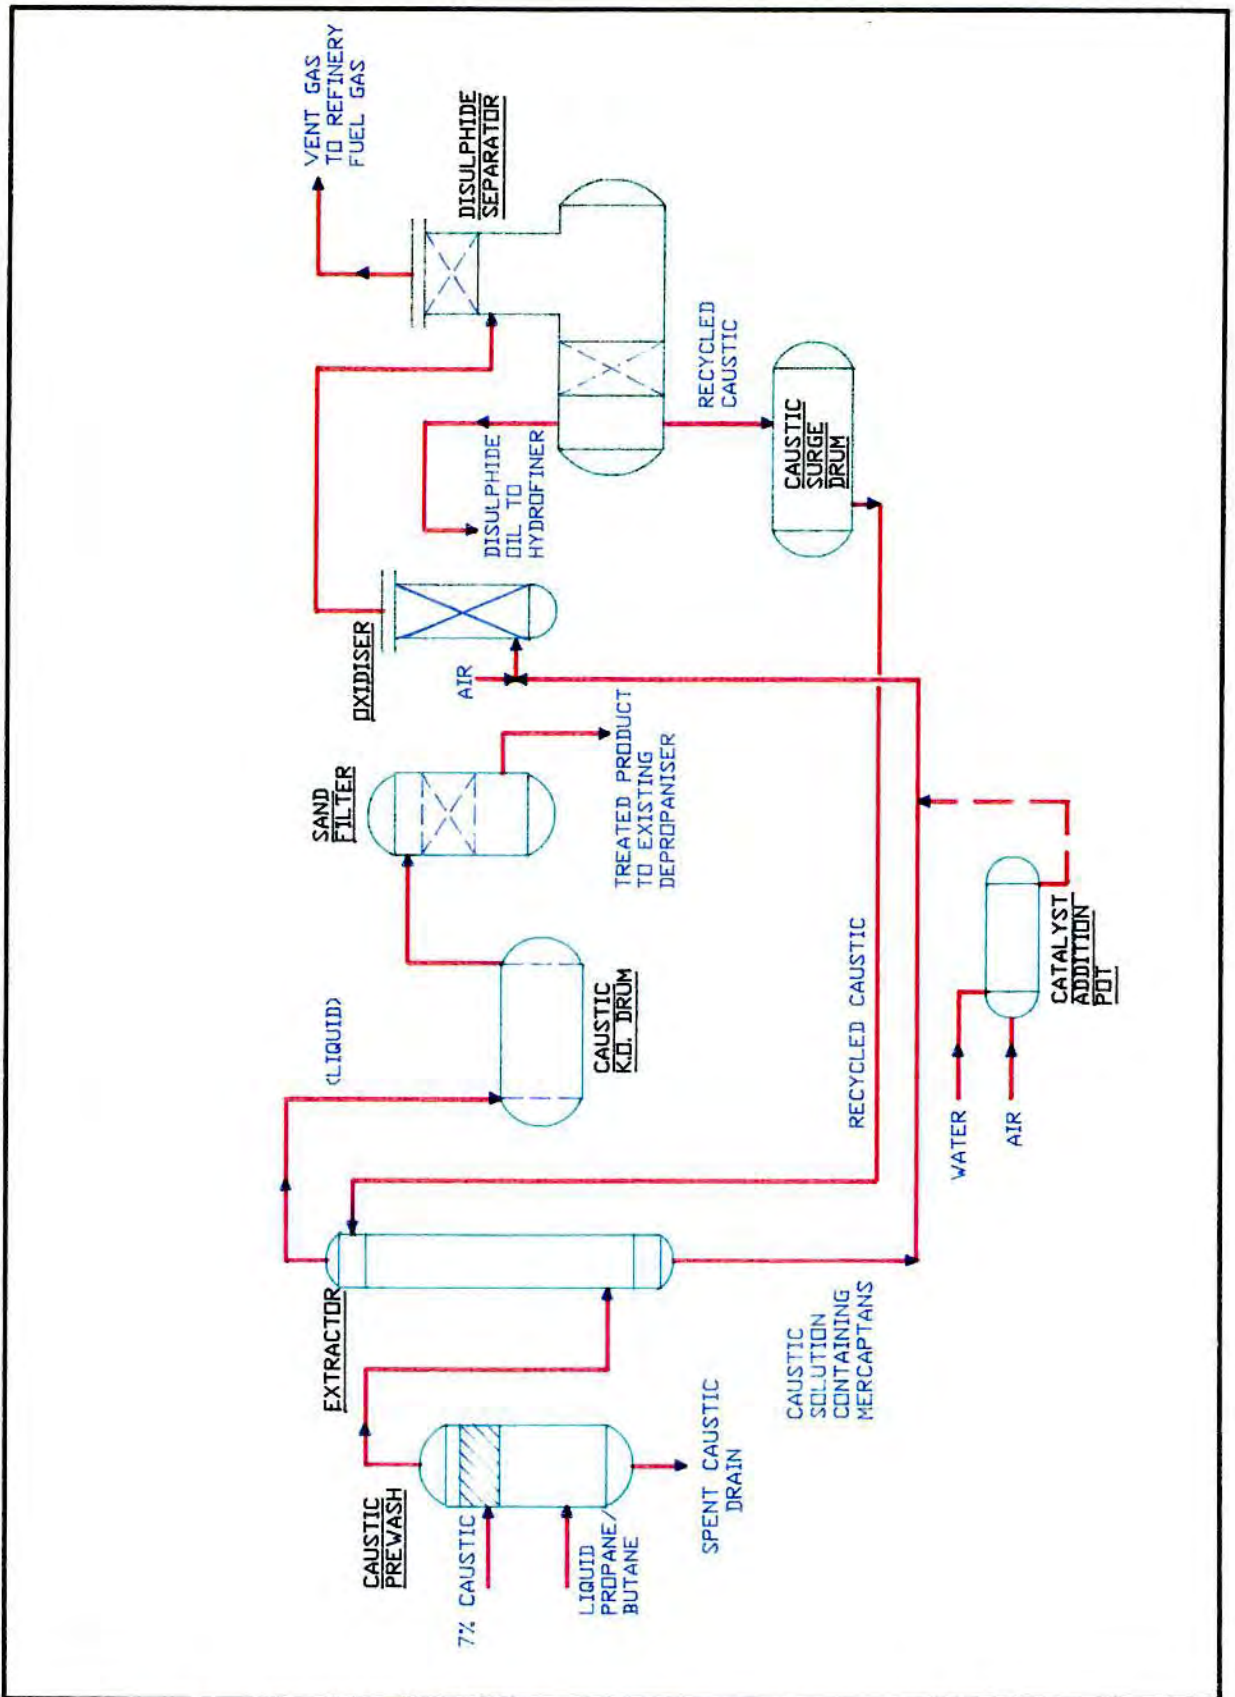 CAUSTIC
PREWASH
7% CAUSTIC
LIQUID
PROPANE/
BUTANE
SPENT CAUSTIC
DRAIN
EXTRACTOR
CAUSTIC
SOLUTION
CONTAINING
MERCAPTANS
(LIQUID)
CAUSTIC
K.O. DRUM
SAND
FILTER
TREATED PRODUCT
TO EXISTING
DEPROPANISER
RECYCLED CAUSTIC
WATER
AIR
CATALYST
ADDITION
POT
OXIDISER
AIR
DISULPHIDE
OIL TO
HYDROFINER
VENT GAS
TO REFINERY
FUEL GAS
DISULPHIDE
SEPARATOR
RECYCLED
CAUSTIC
CAUSTIC
SURGE
DRUM